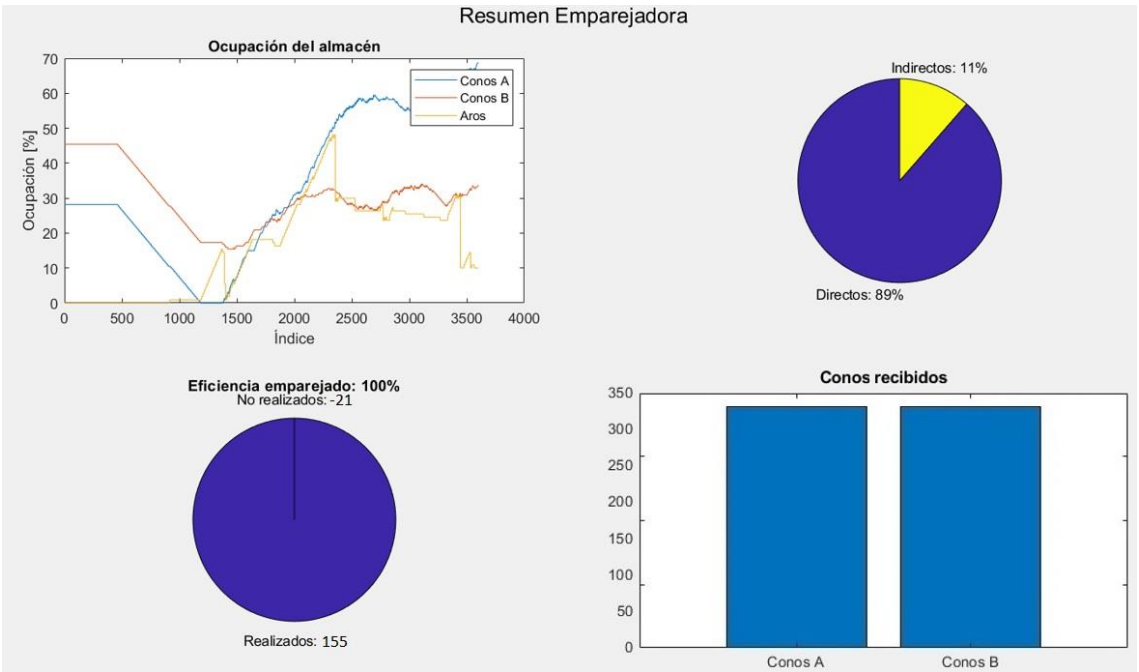 Resumen Emparejadora
Ocupación del almacén
Ocupación [%]
70
60
50
40
30
20
10
0
0 500 1000 1500 2000 2500 3000 3500 4000
Índice
Conos A
Conos B
Aros
Indirectos: 11%
Directos: 89%
Eficiencia emparejado: 100%
No realizados: -21
Realizados: 155
Conos recibidos
350
300
250
200
150
100
50
0
Conos A Conos B